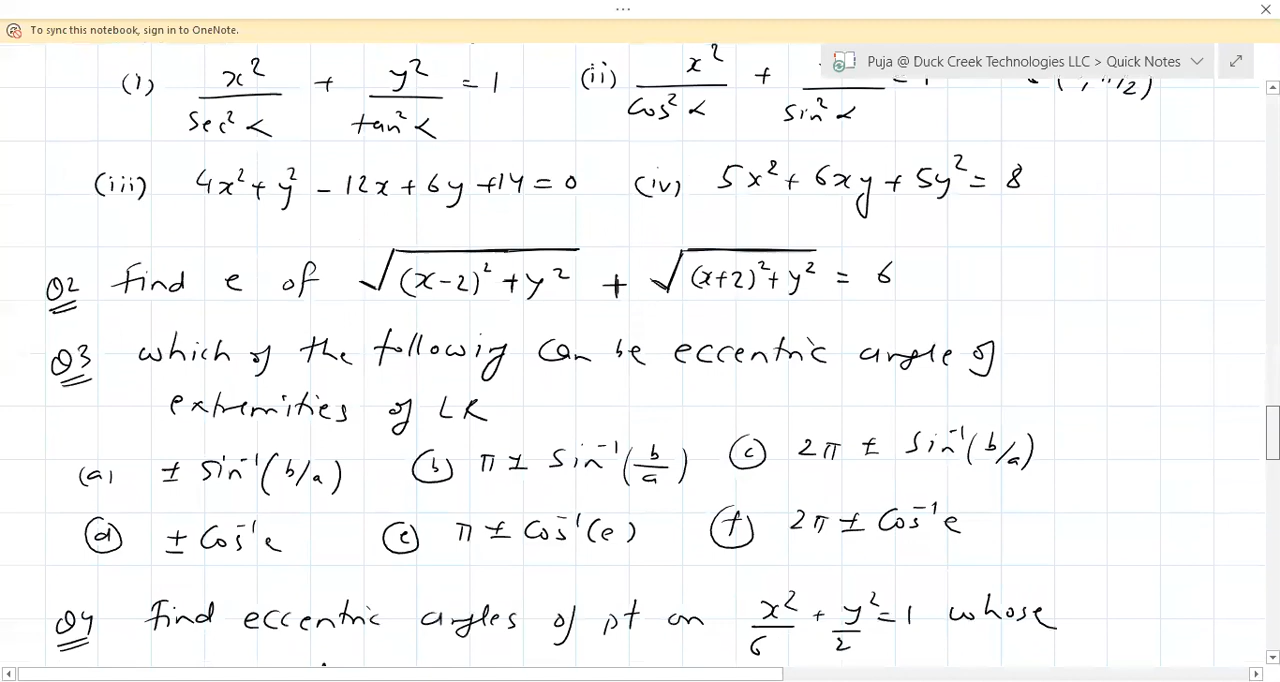 To sync this notebook, sign in to OneNote.
Puja @ Duck Creek Technologies LLC > Quick Notes
(i) x²/sec²α + y²/tan²α = 1 (ii) x²/cos²α + /sin²α = 1 , π/2)
(iii) 4x² + y² - 12x + 6y + 14 = 0 (iv) 5x² + 6xy + 5y² = 8
Q2 Find e of √((x-2)² + y²) + √((x+2)² + y²) = 6
Q3 which of the following can be eccentric angle of
extremities of LR
(a) ± sin⁻¹(b/a) (b) π ± sin⁻¹(b/a) (c) 2π ± sin⁻¹(b/a)
(d) ± cos⁻¹e (e) π ± cos⁻¹(e) (f) 2π ± cos⁻¹e
Q4 Find eccentric angles of pt on x²/6 + y²/2 = 1 whose